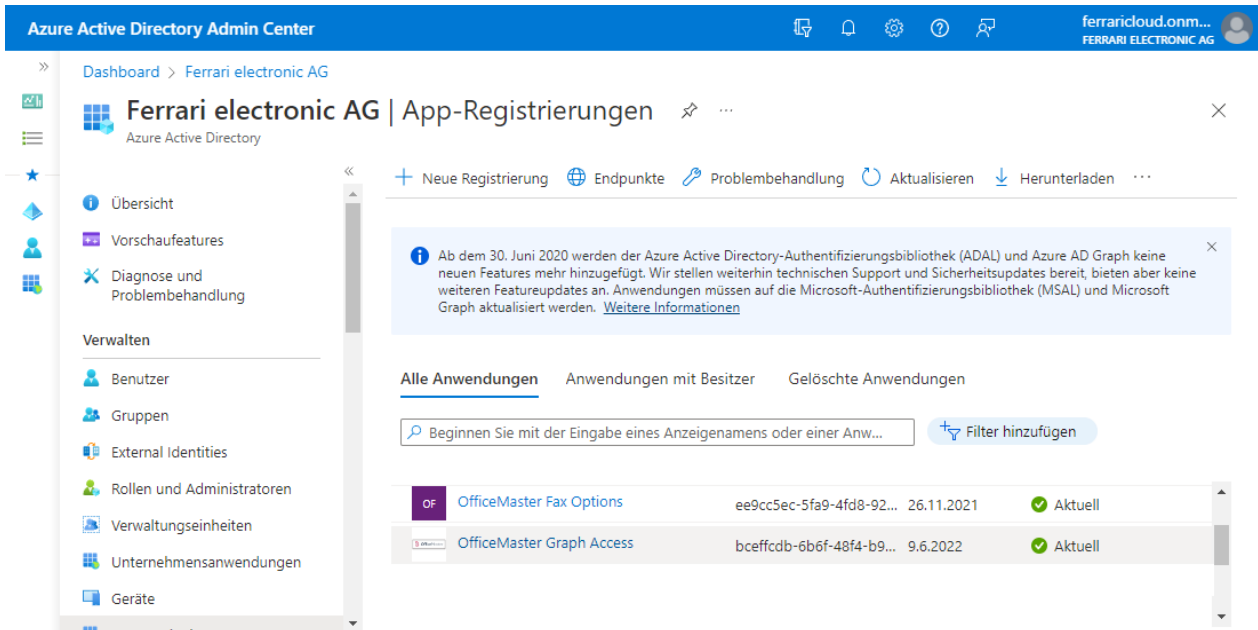 Azure Active Directory Admin Center
ferraricloud.onm...
FERRARI ELECTRONIC AG
Dashboard > Ferrari electronic AG
Ferrari electronic AG | App-Registrierungen
Azure Active Directory
Neue Registrierung Endpunkte Problembehandlung Aktualisieren Herunterladen
Übersicht
Vorschaufeatures
Diagnose und
Problembehandlung
Verwalten
Benutzer
Gruppen
External Identities
Rollen und Administratoren
Verwaltungseinheiten
Unternehmensanwendungen
Geräte
Ab dem 30. Juni 2020 werden der Azure Active Directory-Authentifizierungsbibliothek (ADAL) und Azure AD Graph keine
neuen Features mehr hinzugefügt. Wir stellen weiterhin technischen Support und Sicherheitsupdates bereit, bieten aber keine
weiteren Featureupdates an. Anwendungen müssen auf die Microsoft-Authentifizierungsbibliothek (MSAL) und Microsoft
Graph aktualisiert werden. Weitere Informationen
Alle Anwendungen Anwendungen mit Besitzer Gelöschte Anwendungen
Beginnen Sie mit der Eingabe eines Anzeigenamens oder einer Anw...
Filter hinzufügen
OF OfficeMaster Fax Options ee9cc5ec-5fa9-4fd8-92... 26.11.2021 Aktuell
OfficeMaster Graph Access bceffcdb-6b6f-48f4-b9... 9.6.2022 Aktuell